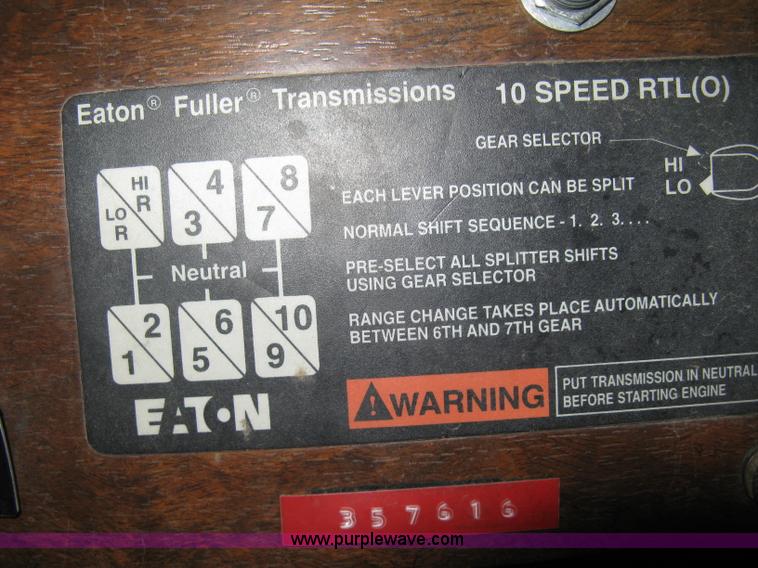 Eaton® Fuller® Transmissions 10 SPEED RTL(O)
GEAR SELECTOR
HI
LO
HI R
LO R
4
3
8
7
EACH LEVER POSITION CAN BE SPLIT
NORMAL SHIFT SEQUENCE - 1. 2. 3. . . .
Neutral
PRE-SELECT ALL SPLITTER SHIFTS
USING GEAR SELECTOR
2
1
6
5
10
9
RANGE CHANGE TAKES PLACE AUTOMATICALLY
BETWEEN 6TH AND 7TH GEAR
EATON
WARNING
PUT TRANSMISSION IN NEUTRAL
BEFORE STARTING ENGINE
357616
www.purplewave.com